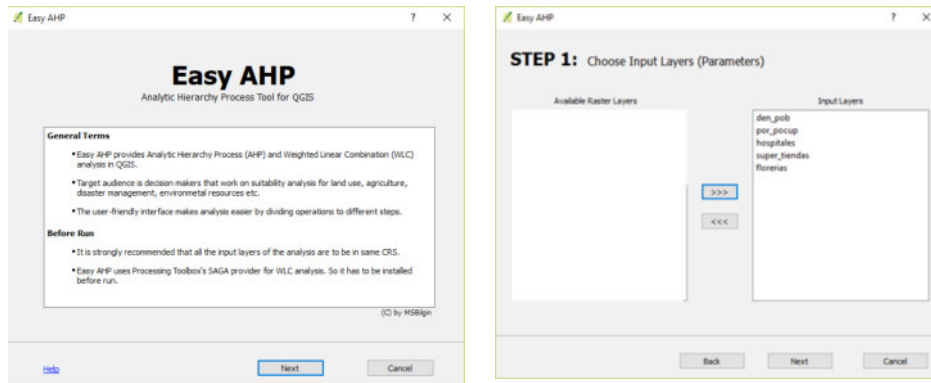 Easy AHP
? ×
Easy AHP
Analytic Hierarchy Process Tool for QGIS
General Terms
• Easy AHP provides Analytic Hierarchy Process (AHP) and Weighted Linear Combination (WLC)
analysis in QGIS.
• Target audience is decision makers that work on suitability analysis for land use, agriculture,
disaster management, environmetal resources etc.
• The user-friendly interface makes analysis easier by dividing operations to different steps.
Before Run
• It is strongly recommended that all the input layers of the analysis are to be in same CRS.
• Easy AHP uses Processing Toolbox's SAGA provider for WLC analysis. So it has to be installed
before run.
(C) by MSBilgin
Help
Next
Cancel
Easy AHP
? ×
STEP 1: Choose Input Layers (Parameters)
Available Raster Layers
Input Layers
den_pob
por_pocup
hospitales
super_tiendas
florerias
>>>
<<<
Back
Next
Cancel